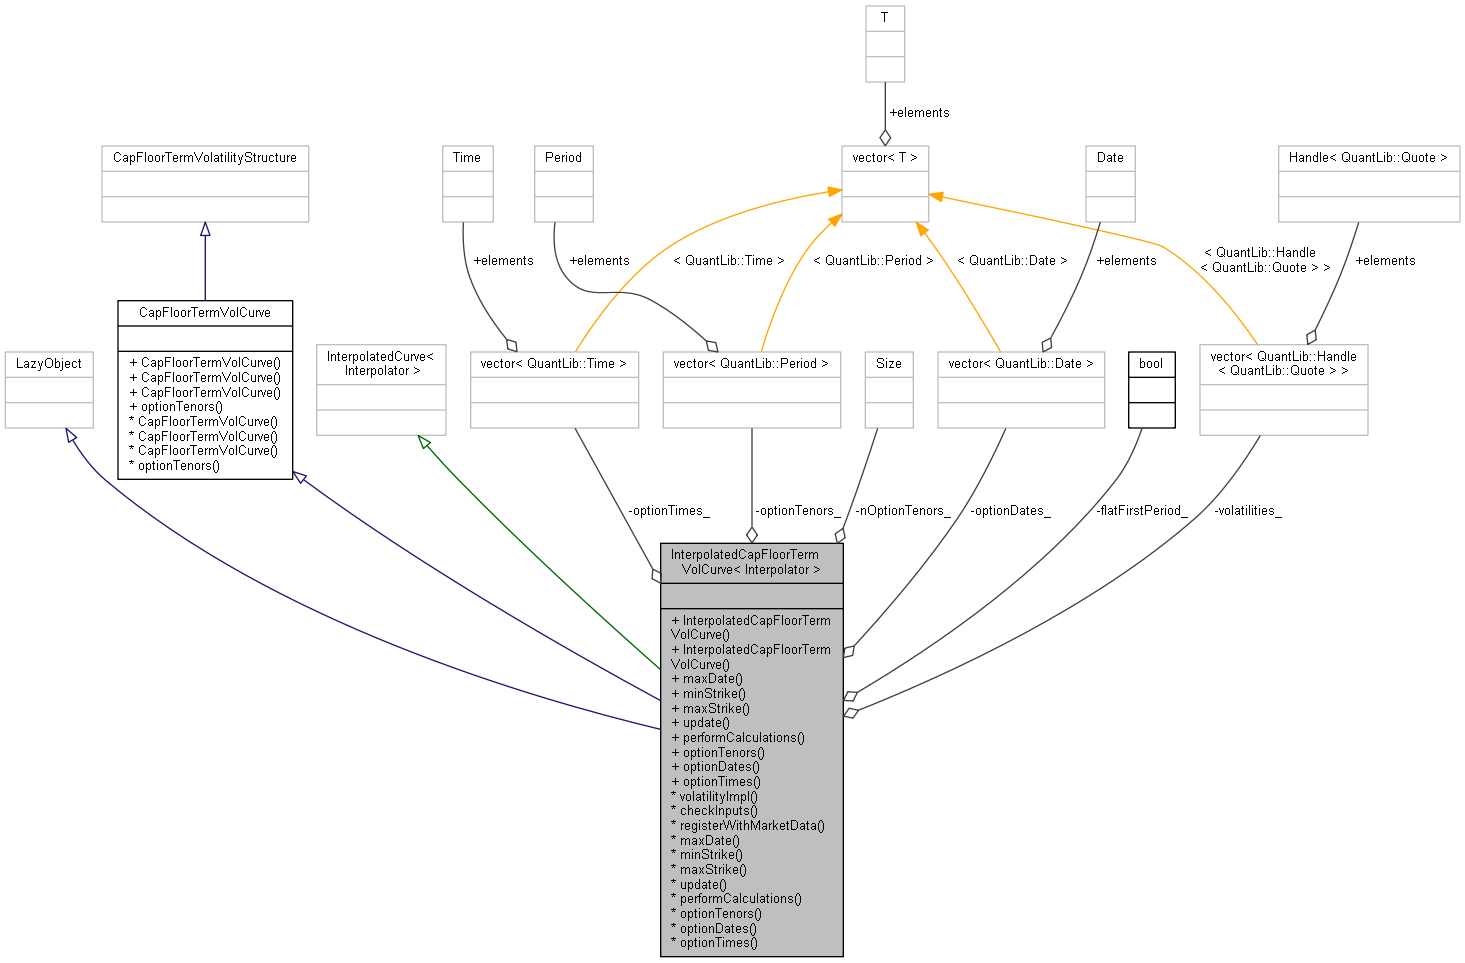 T
+elements
CapFloorTermVolatilityStructure
Time
Period
vector< T >
Date
Handle< QuantLib::Quote >
+elements
+elements
< QuantLib::Time >
< QuantLib::Period >
< QuantLib::Date >
+elements
< QuantLib::Handle
< QuantLib::Quote > >
+elements
CapFloorTermVolCurve
+ CapFloorTermVolCurve()
+ CapFloorTermVolCurve()
+ CapFloorTermVolCurve()
+ optionTenors()
* CapFloorTermVolCurve()
* CapFloorTermVolCurve()
* CapFloorTermVolCurve()
* optionTenors()
LazyObject
InterpolatedCurve<
Interpolator >
vector< QuantLib::Time >
vector< QuantLib::Period >
Size
vector< QuantLib::Date >
bool
vector< QuantLib::Handle
< QuantLib::Quote > >
-optionTimes_
-optionTenors_
-nOptionTenors_
-optionDates_
-flatFirstPeriod_
-volatilities_
InterpolatedCapFloorTerm
VolCurve< Interpolator >
+ InterpolatedCapFloorTerm
VolCurve()
+ InterpolatedCapFloorTerm
VolCurve()
+ maxDate()
+ minStrike()
+ maxStrike()
+ update()
+ performCalculations()
+ optionTenors()
+ optionDates()
+ optionTimes()
* volatilityImpl()
* checkInputs()
* registerWithMarketData()
* maxDate()
* minStrike()
* maxStrike()
* update()
* performCalculations()
* optionTenors()
* optionDates()
* optionTimes()